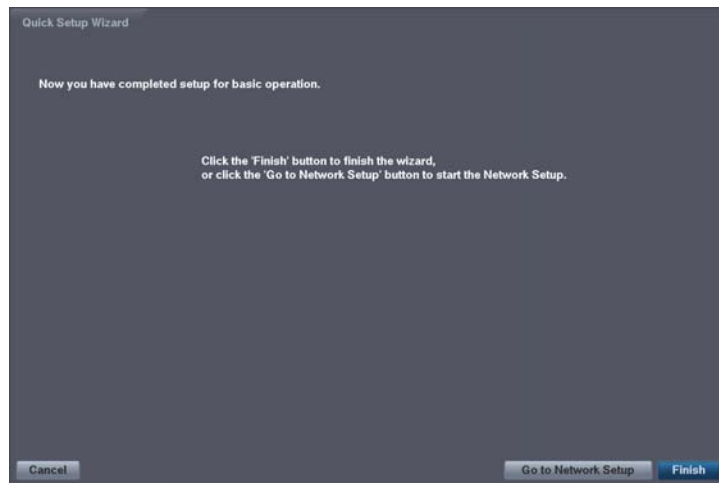 Quick Setup Wizard
Now you have completed setup for basic operation.
Click the 'Finish' button to finish the wizard,
or click the 'Go to Network Setup' button to start the Network Setup.
Cancel
Go to Network Setup
Finish